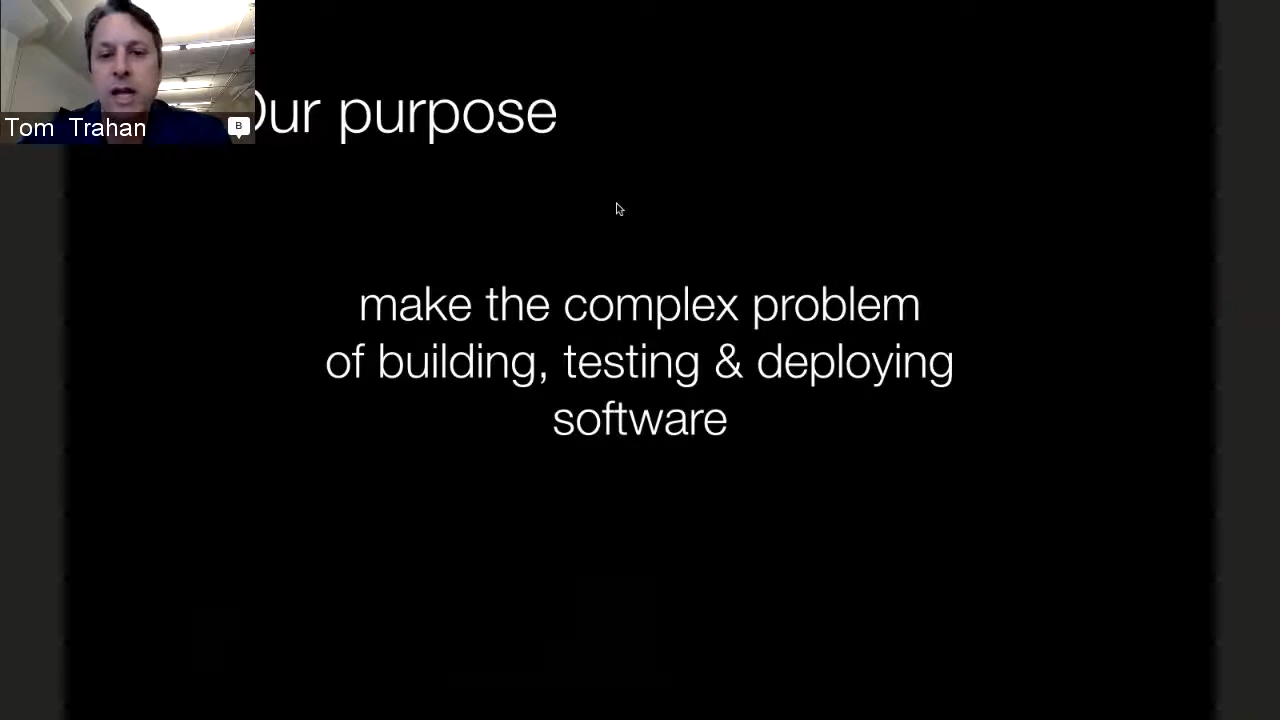 Our purpose
Tom Trahan
B
make the complex problem
of building, testing & deploying
software